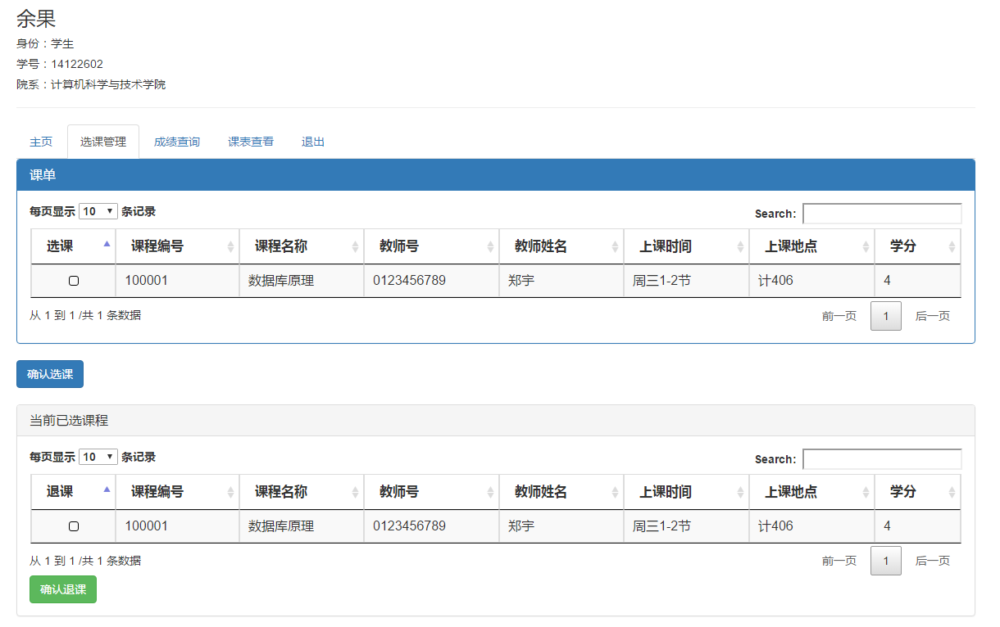 余果
身份：学生
学号：14122602
院系：计算机科学与技术学院
主页 选课管理 成绩查询 课表查看 退出
课单
每页显示 10 条记录 Search:
选课 课程编号 课程名称 教师号 教师姓名 上课时间 上课地点 学分
100001 数据库原理 0123456789 郑宇 周三1-2节 计406 4
从 1 到 1 /共 1 条数据 前一页 1 后一页
确认选课
当前已选课程
每页显示 10 条记录 Search:
退课 课程编号 课程名称 教师号 教师姓名 上课时间 上课地点 学分
100001 数据库原理 0123456789 郑宇 周三1-2节 计406 4
从 1 到 1 /共 1 条数据 前一页 1 后一页
确认退课